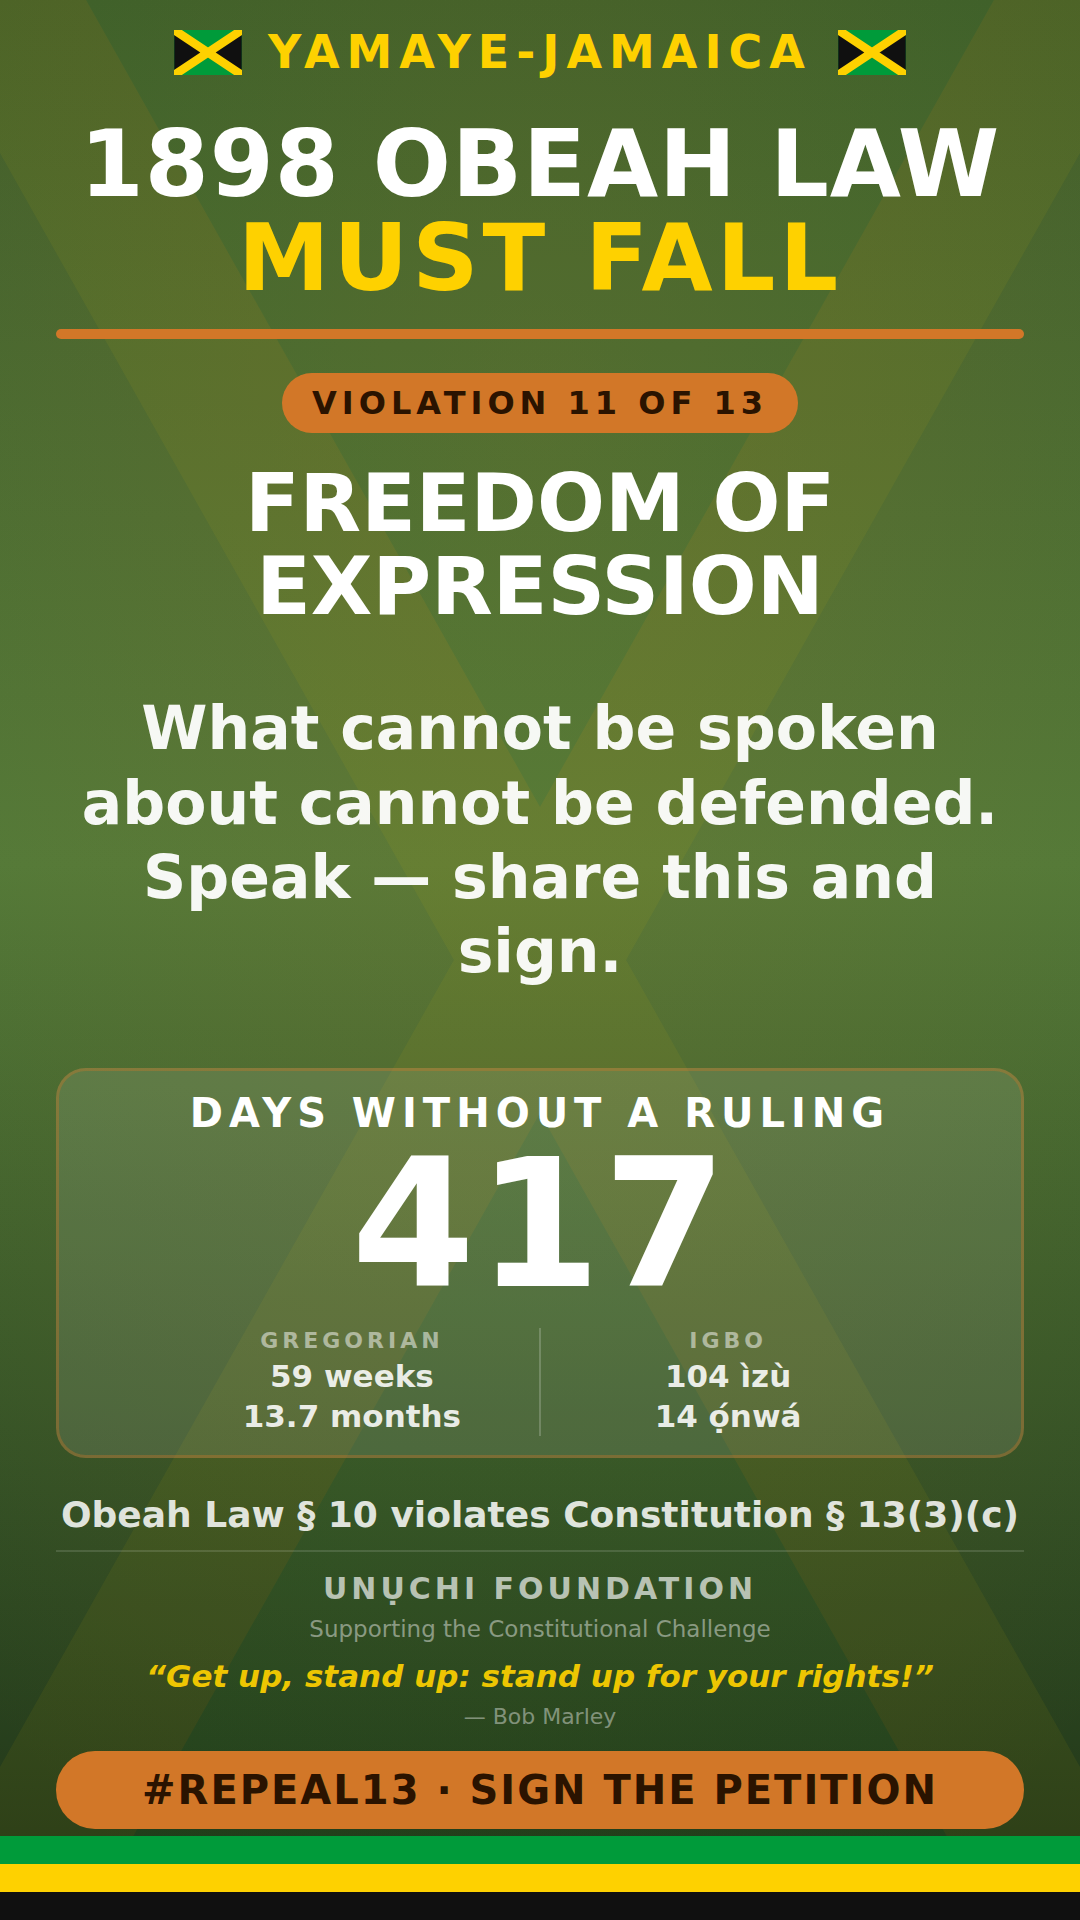 YAMAYE-JAMAICA
1898 OBEAH LAW
MUST FALL
VIOLATION 11 OF 13
FREEDOM OF
EXPRESSION
What cannot be spoken
about cannot be defended.
Speak — share this and
sign.
DAYS WITHOUT A RULING
417
GREGORIAN
59 weeks
13.7 months
IGBO
104 ìzù
14 ọ́nwá
Obeah Law § 10 violates Constitution § 13(3)(c)
UNỤCHI FOUNDATION
Supporting the Constitutional Challenge
“Get up, stand up: stand up for your rights!”
— Bob Marley
#REPEAL13 · SIGN THE PETITION